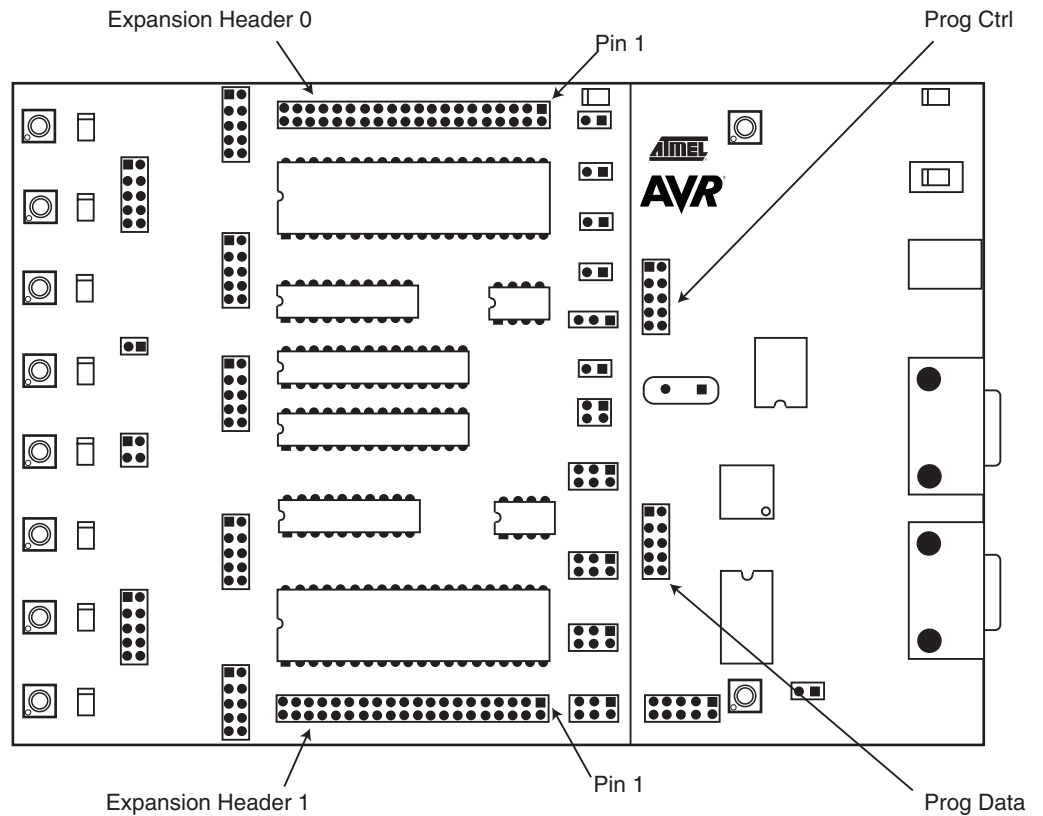 Expansion Header 0
Pin 1
Prog Ctrl
ATMEL
AVR
Pin 1
Expansion Header 1
Prog Data